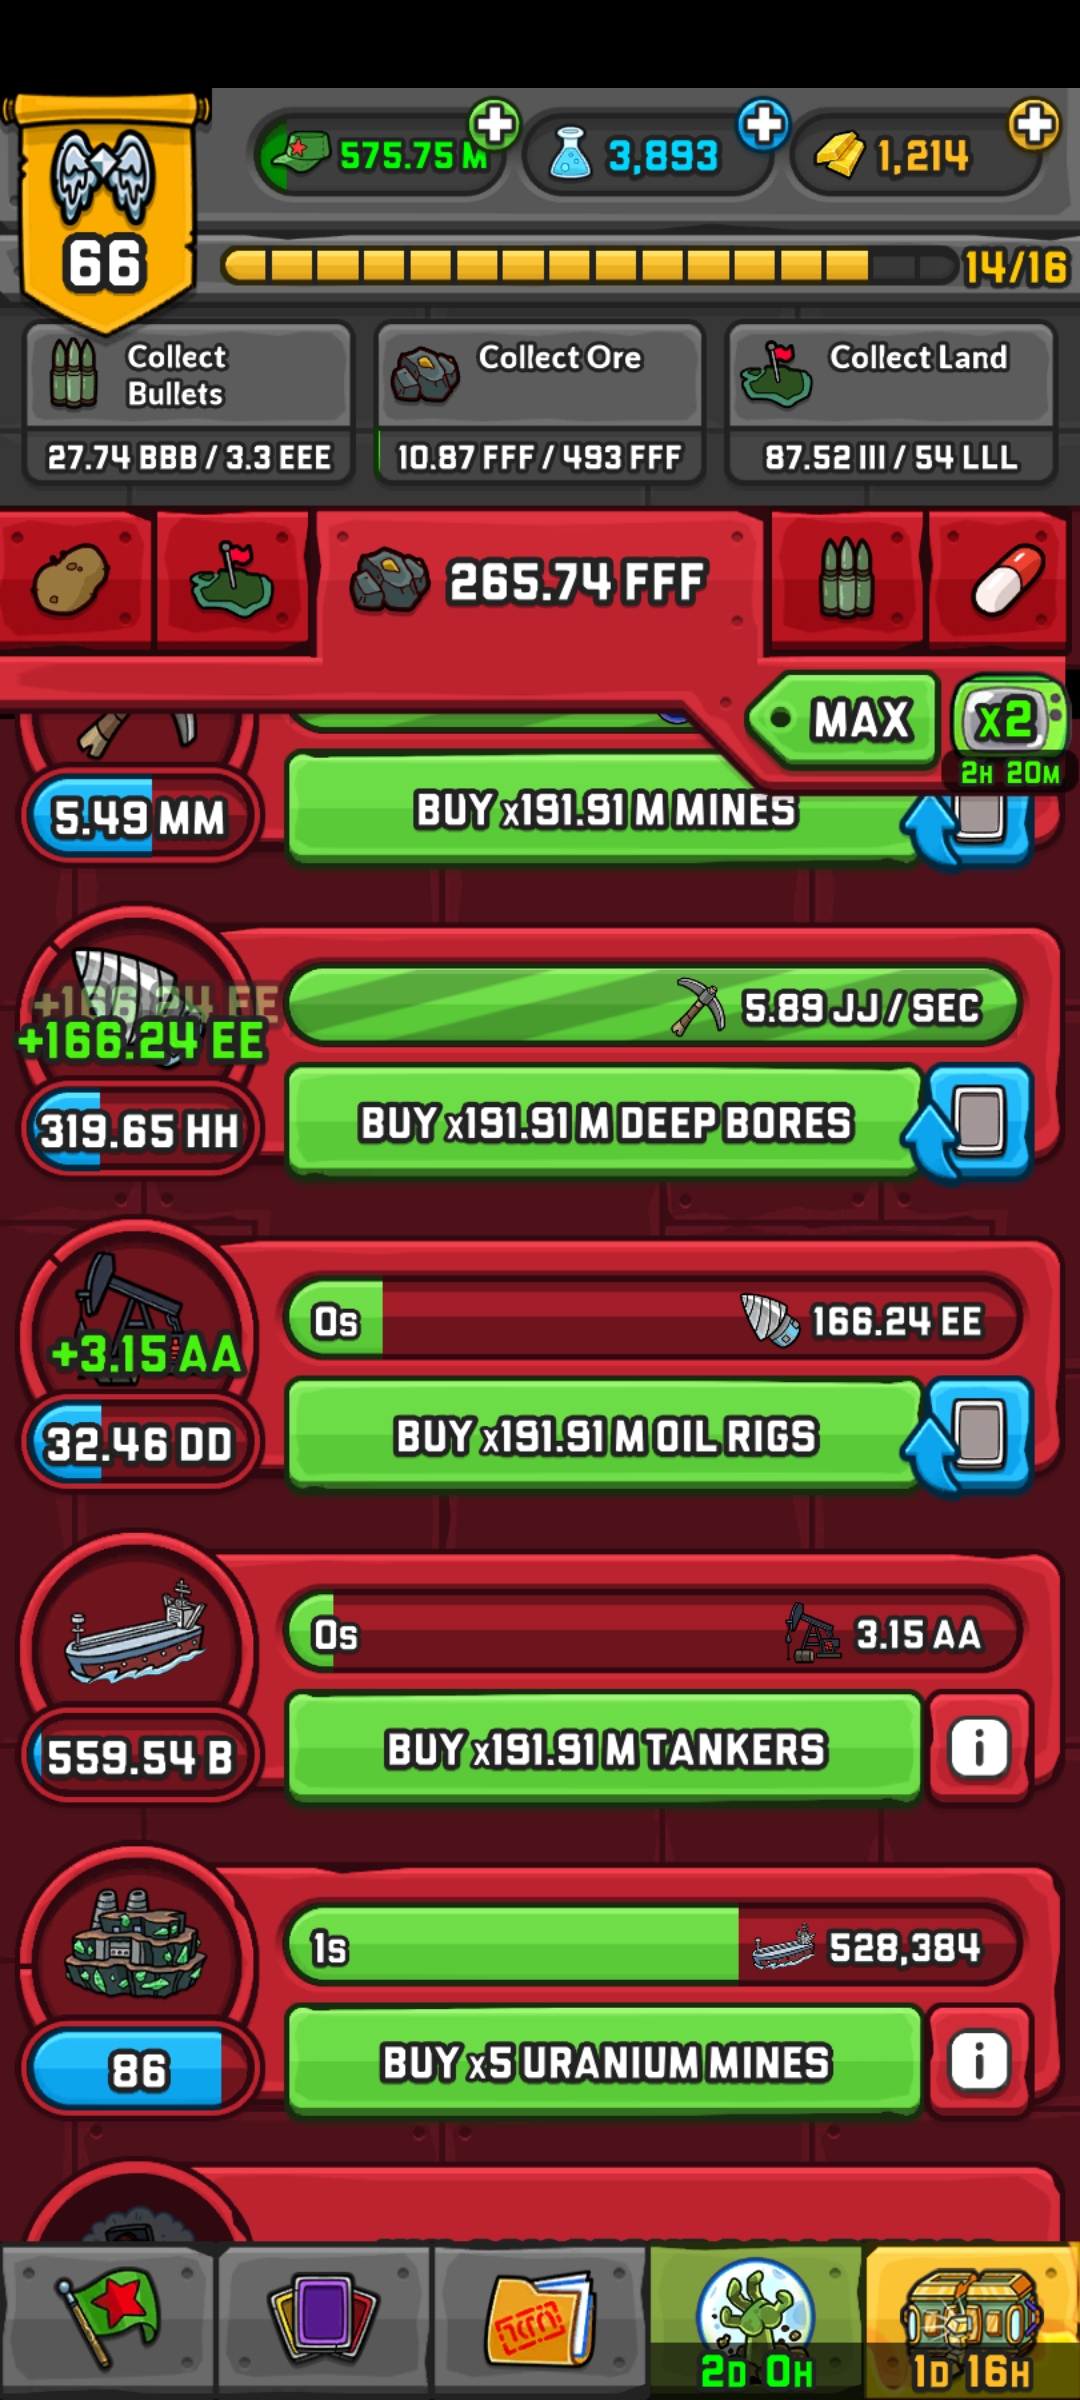 575.75 M
3,893
1,214
66
14/16
Collect
Bullets
27.74 BBB / 3.3 EEE
Collect Ore
10.87 FFF / 493 FFF
Collect Land
87.52 III / 54 LLL
265.74 FFF
MAX
x2
2H 20M
5.49 MM
BUY x191.91 M MINES
+166.24 EE
+166.24 EE
5.89 JJ / SEC
319.65 HH
BUY x191.91 M DEEP BORES
+3.15 AA
0s
166.24 EE
32.46 DD
BUY x191.91 M OIL RIGS
0s
3.15 AA
559.54 B
BUY x191.91 M TANKERS
i
1s
528,384
86
BUY x5 URANIUM MINES
i
2D 0H
1D 16H